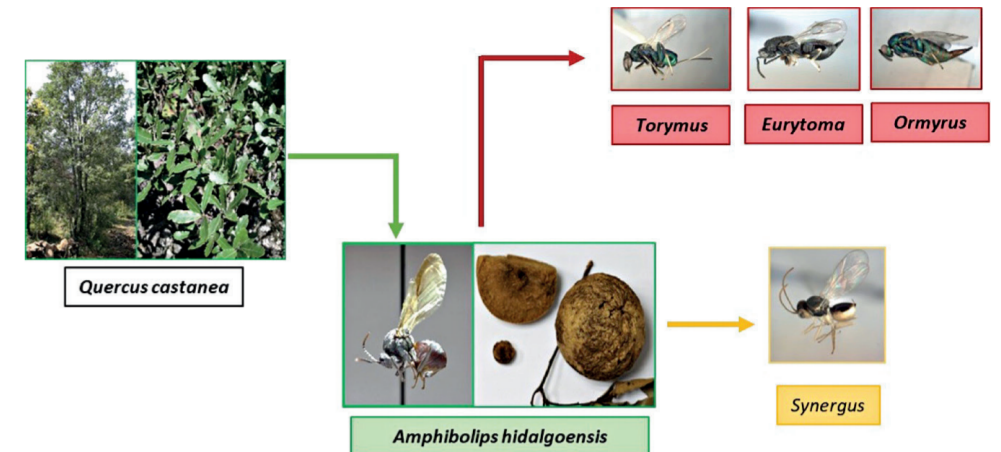 Torymus
Eurytoma
Ormyrus
Quercus castanea
Synergus
Amphibolips hidalgoensis